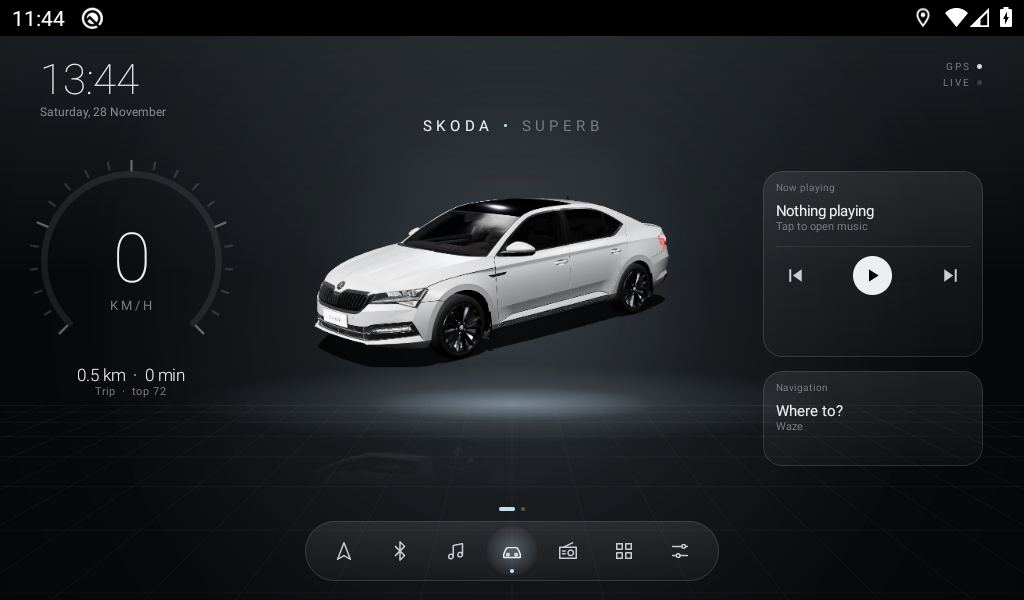 11:44
13:44
Saturday, 28 November
GPS
LIVE
SKODA • SUPERB
0
KM/H
0.5 km · 0 min
Trip · top 72
Now playing
Nothing playing
Tap to open music
Navigation
Where to?
Waze